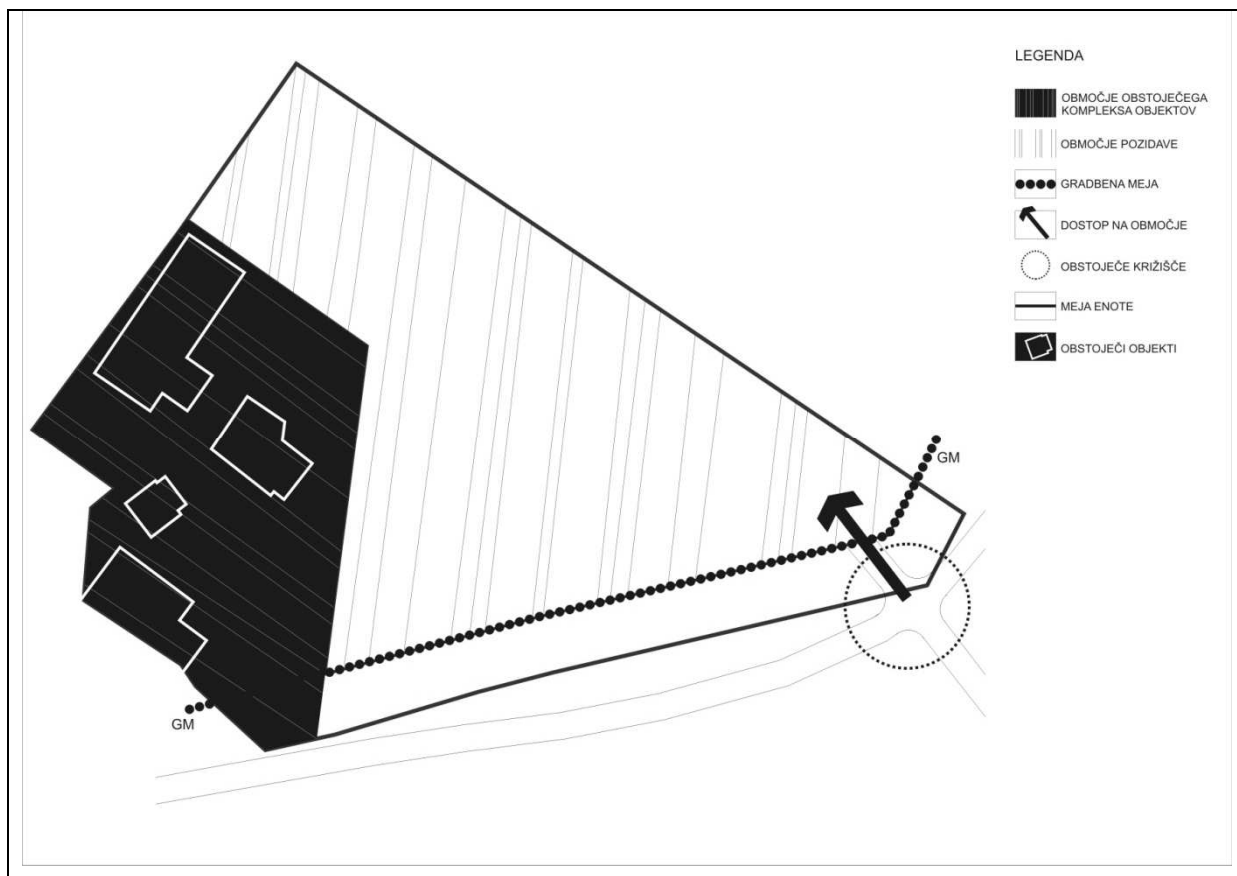 LEGENDA
OBMOČJE OBSTOJEČEGA
KOMPLEKSA OBJEKTOV
OBMOČJE POZIDAVE
GRADBENA MEJA
DOSTOP NA OBMOČJE
OBSTOJEČE KRIŽIŠČE
MEJA ENOTE
OBSTOJEČI OBJEKTI
GM
GM